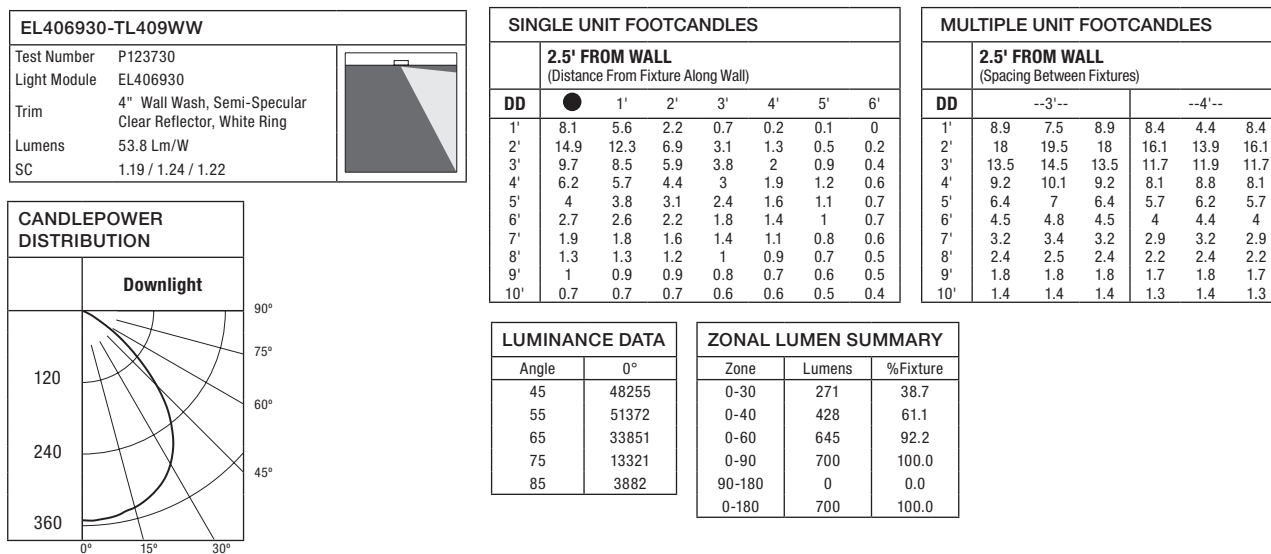 EL406930-TL409WW
Test Number P123730
Light Module EL406930
Trim 4" Wall Wash, Semi-Specular
Clear Reflector, White Ring
Lumens 53.8 Lm/W
SC 1.19 / 1.24 / 1.22
CANDLEPOWER
DISTRIBUTION
Downlight
90º
75º
120
60º
240
45º
360
0º 15º 30º
SINGLE UNIT FOOTCANDLES
2.5' FROM WALL
(Distance From Fixture Along Wall)
DD 1' 2' 3' 4' 5' 6'
1' 8.1 5.6 2.2 0.7 0.2 0.1 0
2' 14.9 12.3 6.9 3.1 1.3 0.5 0.2
3' 9.7 8.5 5.9 3.8 2 0.9 0.4
4' 6.2 5.7 4.4 3 1.9 1.2 0.6
5' 4 3.8 3.1 2.4 1.6 1.1 0.7
6' 2.7 2.6 2.2 1.8 1.4 1 0.7
7' 1.9 1.8 1.6 1.4 1.1 0.8 0.6
8' 1.3 1.3 1.2 1 0.9 0.7 0.5
9' 1 0.9 0.9 0.8 0.7 0.6 0.5
10' 0.7 0.7 0.7 0.6 0.6 0.5 0.4
MULTIPLE UNIT FOOTCANDLES
2.5' FROM WALL
(Spacing Between Fixtures)
DD --3'-- --4'--
1' 8.9 7.5 8.9 8.4 4.4 8.4
2' 18 19.5 18 16.1 13.9 16.1
3' 13.5 14.5 13.5 11.7 11.9 11.7
4' 9.2 10.1 9.2 8.1 8.8 8.1
5' 6.4 7 6.4 5.7 6.2 5.7
6' 4.5 4.8 4.5 4 4.4 4
7' 3.2 3.4 3.2 2.9 3.2 2.9
8' 2.4 2.5 2.4 2.2 2.4 2.2
9' 1.8 1.8 1.8 1.7 1.8 1.7
10' 1.4 1.4 1.4 1.3 1.4 1.3
LUMINANCE DATA
Angle 0°
45 48255
55 51372
65 33851
75 13321
85 3882
ZONAL LUMEN SUMMARY
Zone Lumens %Fixture
0-30 271 38.7
0-40 428 61.1
0-60 645 92.2
0-90 700 100.0
90-180 0 0.0
0-180 700 100.0